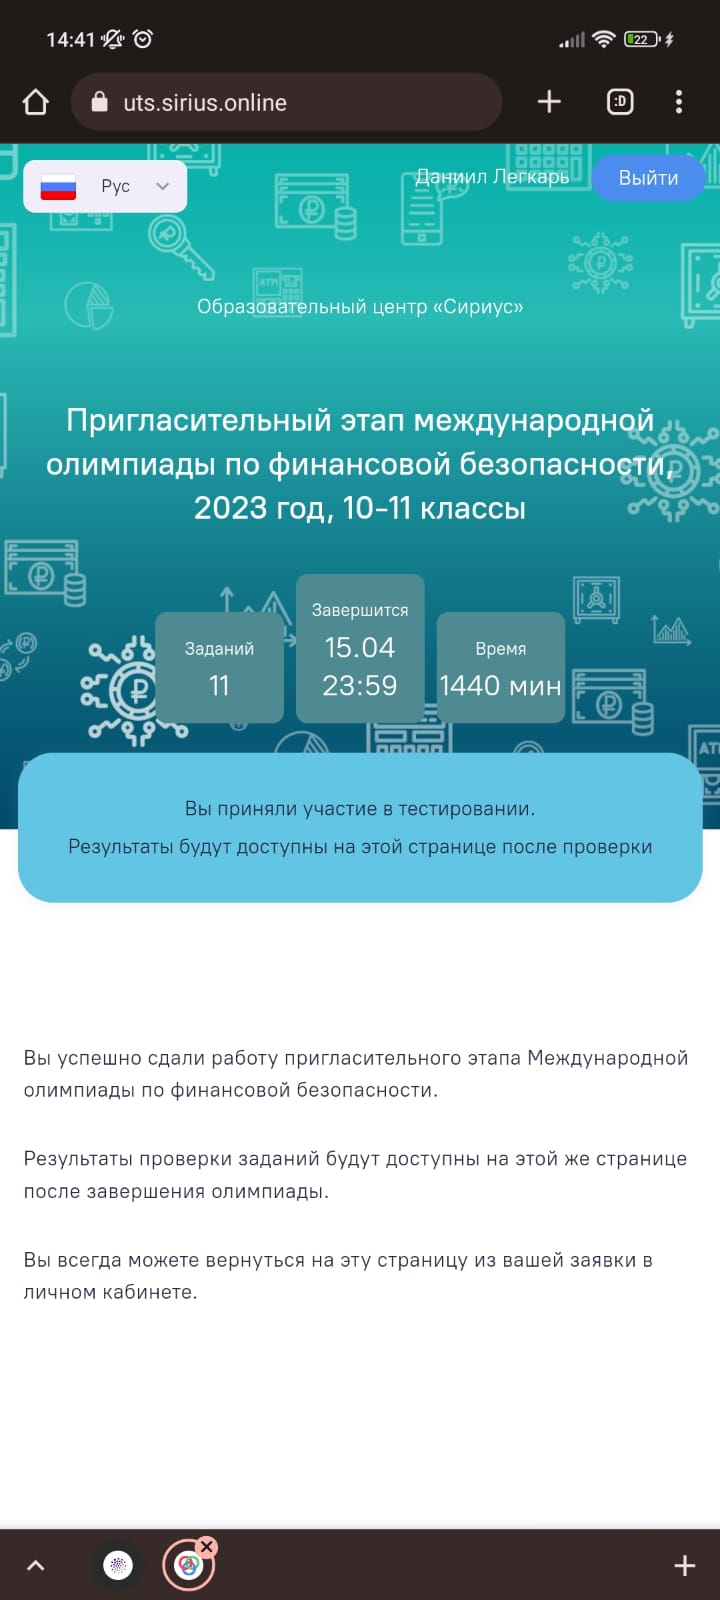 14:41
22
uts.sirius.online
:D
Рус
Даниил Легкарь
Выйти
Образовательный центр «Сириус»
Пригласительный этап международной
олимпиады по финансовой безопасности,
2023 год, 10-11 классы
Заданий
11
Завершится
15.04
23:59
Время
1440 мин
ATM
Вы приняли участие в тестировании.
Результаты будут доступны на этой странице после проверки
Вы успешно сдали работу пригласительного этапа Международной
олимпиады по финансовой безопасности.
Результаты проверки заданий будут доступны на этой же странице
после завершения олимпиады.
Вы всегда можете вернуться на эту страницу из вашей заявки в
личном кабинете.